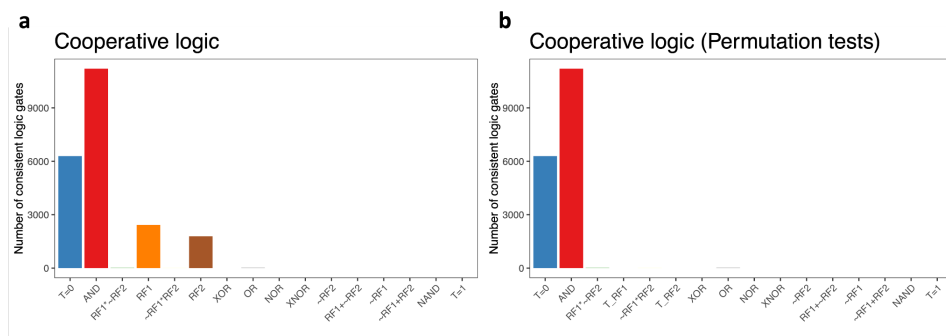 a
Cooperative logic
Number of consistent logic gates
9000
6000
3000
0
T=0
AND
RF1*~RF2
RF1
~RF1*RF2
RF2
XOR
OR
NOR
XNOR
~RF2
RF1+~RF2
~RF1
~RF1+RF2
NAND
T=1
b
Cooperative logic (Permutation tests)
Number of consistent logic gates
9000
6000
3000
0
T=0
AND
RF1*~RF2
T_RF1
~RF1*RF2
T_RF2
XOR
OR
NOR
XNOR
~RF2
RF1+~RF2
~RF1
~RF1+RF2
NAND
T=1